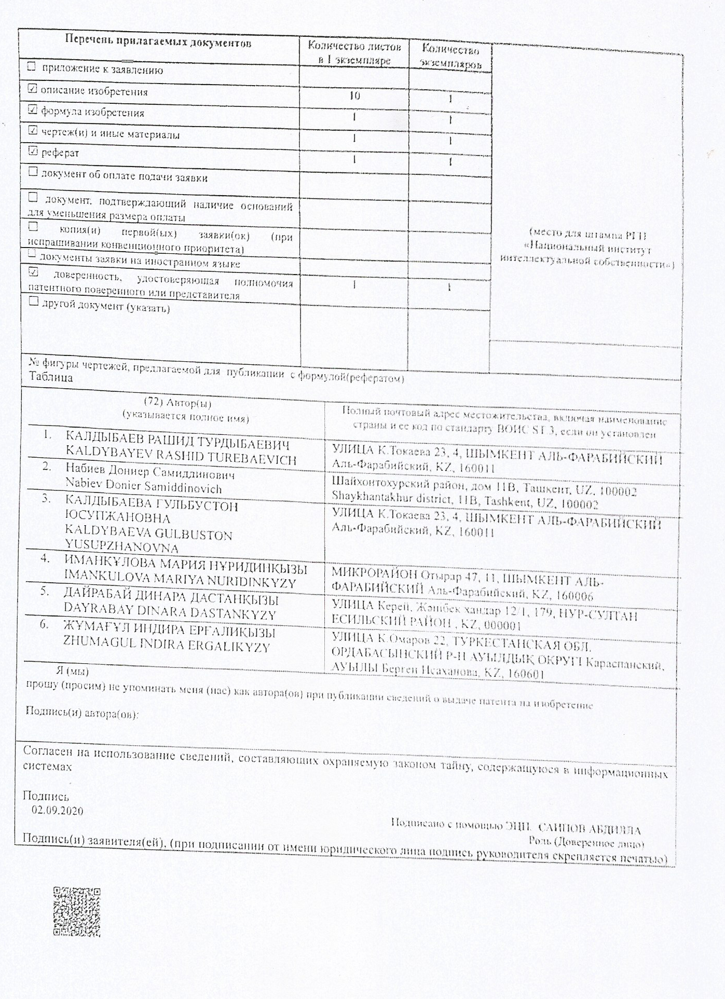 Перечень прилагаемых документов
Количество листов
в 1 экземпляре
Количество
экземпляров
☐ приложение к заявлению
☑ описание изобретения 10 1
☑ формула изобретения 1 1
☑ чертеж(и) и иные материалы 1 1
☑ реферат 1 1
☐ документ об оплате подачи заявки
☐ документ, подтверждающий наличие оснований
для уменьшения размера оплаты
☐ копия(и) первой(ых) заявки(ок) (при
испрашивании конвенционного приоритета)
☐ документы заявки на иностранном языке
☑ доверенность, удостоверяющая полномочия
патентного поверенного или представителя
1 1
☐ другой документ (указать)
(место для штампа РГП
«Национальный институт
интеллектуальной собственности»)
№ фигуры чертежей, предлагаемой для публикации с формулой(рефератом)
Таблица
(72) Автор(ы)
(указывается полное имя)
Полный почтовый адрес местожительства, включая наименование
страны и ее код по стандарту ВОИС ST.3, если он установлен
1. КАЛДЫБАЕВ РАШИД ТУРДЫБАЕВИЧ
KALDYBAYEV RASHID TUREBAEVICH
УЛИЦА К.Токаева 23, 4, ШЫМКЕНТ АЛЬ-ФАРАБИЙСКИЙ
Аль-Фарабийский, KZ, 160011
2. Набиев Дониер Самиддинович
Nabiev Donier Samiddinovich
Шайхонтохурский район, дом 11В, Ташкент, UZ, 100002
Shaykhantakhur district, 11B, Tashkent, UZ, 100002
3. КАЛДЫБАЕВА ГУЛЬБУСТОН
ЮСУПЖАНОВНА
KALDYBAEVA GULBUSTON
YUSUPZHANOVNA
УЛИЦА К.Токаева 23, 4, ШЫМКЕНТ АЛЬ-ФАРАБИЙСКИЙ
Аль-Фарабийский, KZ, 160011
4. ИМАНКҰЛОВА МАРИЯ НҰРИДИНҚЫЗЫ
IMANKULOVA MARIYA NURIDINKYZY
МИКРОРАЙОН Отырар 47, 11, ШЫМКЕНТ АЛЬ-
ФАРАБИЙСКИЙ Аль-Фарабийский, KZ, 160006
5. ДАЙРАБАЙ ДИНАРА ДАСТАНҚЫЗЫ
DAYRABAY DINARA DASTANKYZY
УЛИЦА Керей, Жәнібек хандар 12/1, 179, НУР-СУЛТАН
ЕСИЛЬСКИЙ РАЙОН , KZ, 000001
6. ЖҰМАҒҰЛ ИНДИРА ЕРҒАЛИҚЫЗЫ
ZHUMAGUL INDIRA ERGALIKYZY
УЛИЦА К.Омаров 22, ТУРКЕСТАНСКАЯ ОБЛ.
ОРДАБАСЫНСКИЙ Р-Н АУЫЛДЫҚ ОКРУГІ Караспанский,
АУЫЛЫ Берген Исаханова, KZ, 160601
Я (мы)
прошу (просим) не упоминать меня (нас) как автора(ов) при публикации сведений о выдаче патента на изобретение
Подпись(и) автора(ов):
Согласен на использование сведений, составляющих охраняемую законом тайну, содержащуюся в информационных
системах
Подпись
02.09.2020
Подписано с помощью ЭЦП. САИПОВ АБДИЛЛА
Роль (Доверенное лицо)
Подпись(и) заявителя(ей), (при подписании от имени юридического лица подпись руководителя скрепляется печатью)